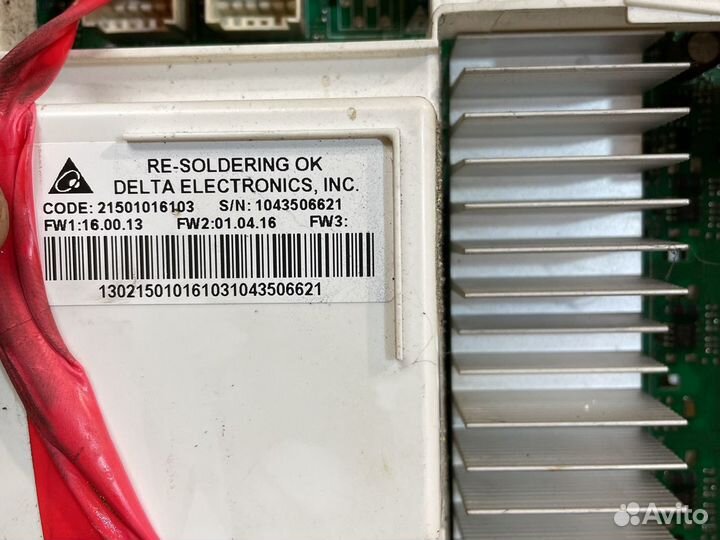 RE-SOLDERING OK
DELTA ELECTRONICS, INC.
CODE: 21501016103 S/N: 1043506621
FW1:16.00.13 FW2:01.04.16 FW3:
130215010161031043506621
Avito